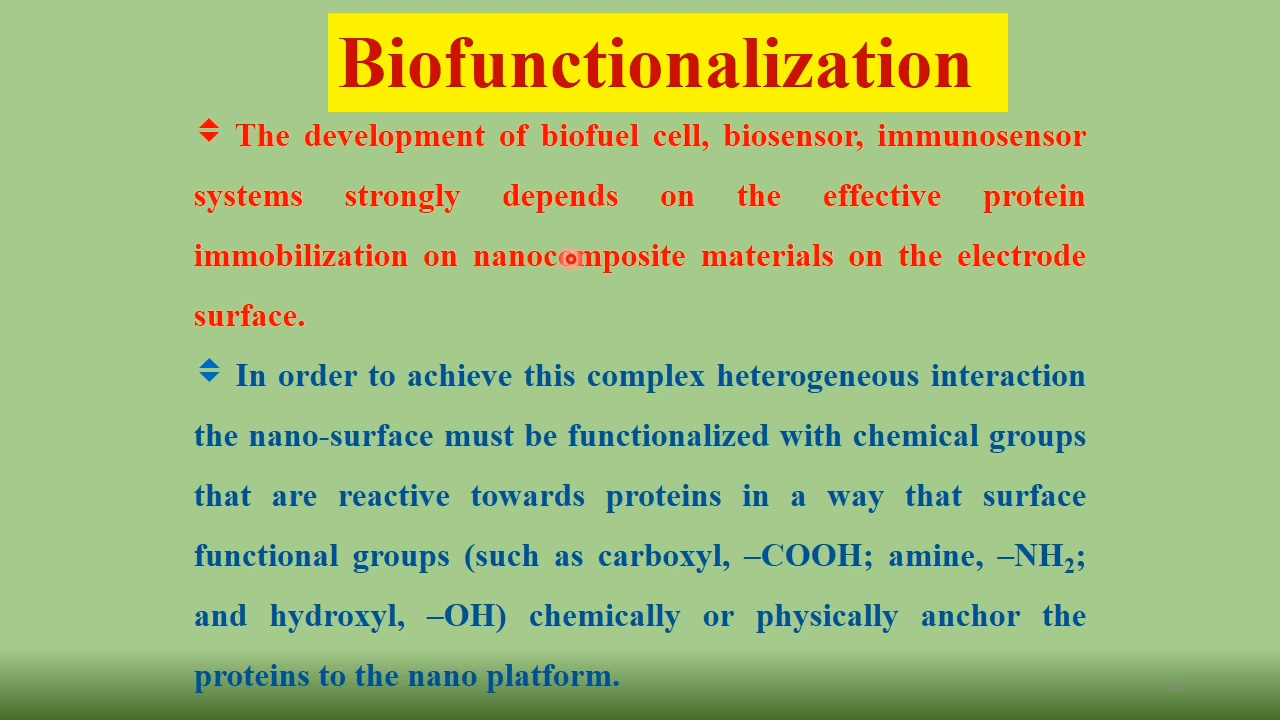 Biofunctionalization
The development of biofuel cell, biosensor, immunosensor
systems strongly depends on the effective protein
immobilization on nanocomposite materials on the electrode
surface.
In order to achieve this complex heterogeneous interaction
the nano-surface must be functionalized with chemical groups
that are reactive towards proteins in a way that surface
functional groups (such as carboxyl, –COOH; amine, –NH₂;
and hydroxyl, –OH) chemically or physically anchor the
proteins to the nano platform.